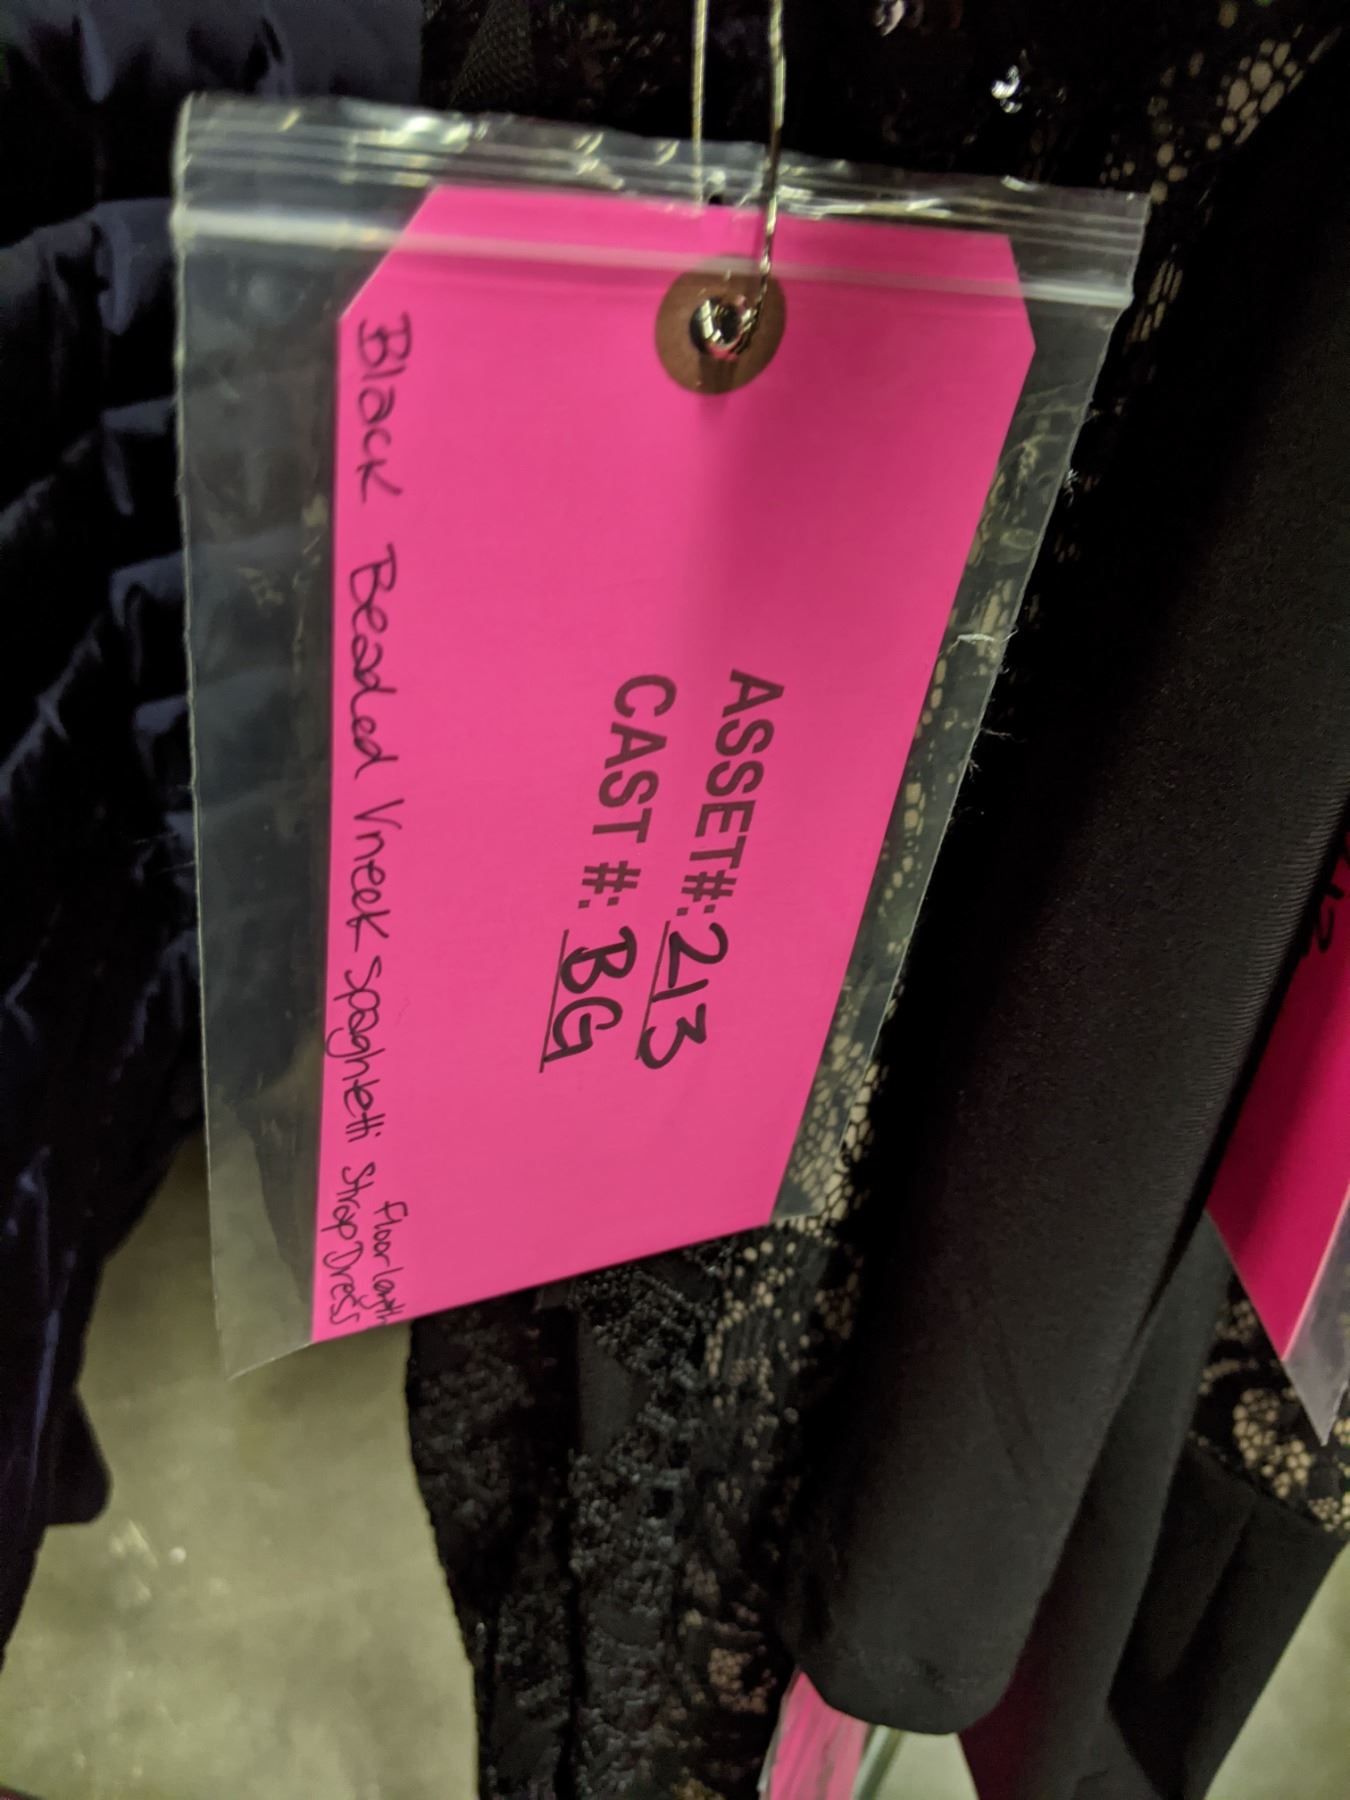 ASSET#: 213
CAST #: BG
Black Beaded Vneck Spaghetti Strap Dress
floor length